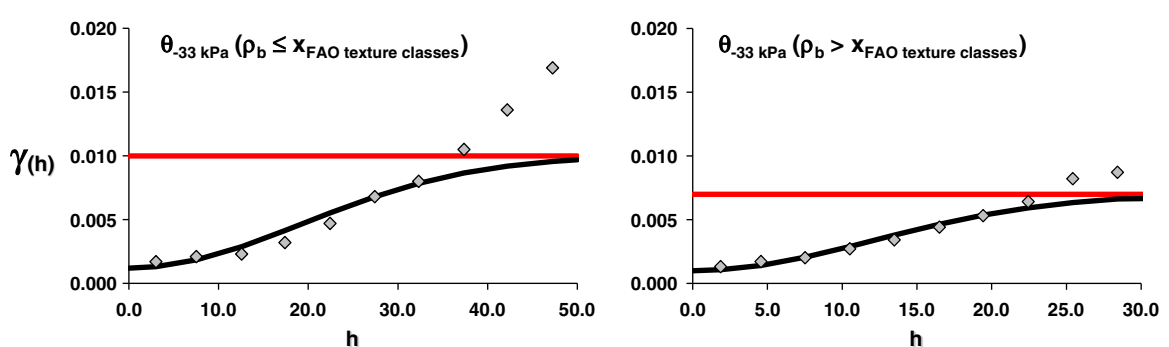 θ-33 kPa (ρb ≤ xFAO texture classes)
0.020
0.015
0.010
0.005
0.000
γ(h)
0.0 10.0 20.0 30.0 40.0 50.0
h
θ-33 kPa (ρb > xFAO texture classes)
0.020
0.015
0.010
0.005
0.000
0.0 5.0 10.0 15.0 20.0 25.0 30.0
h